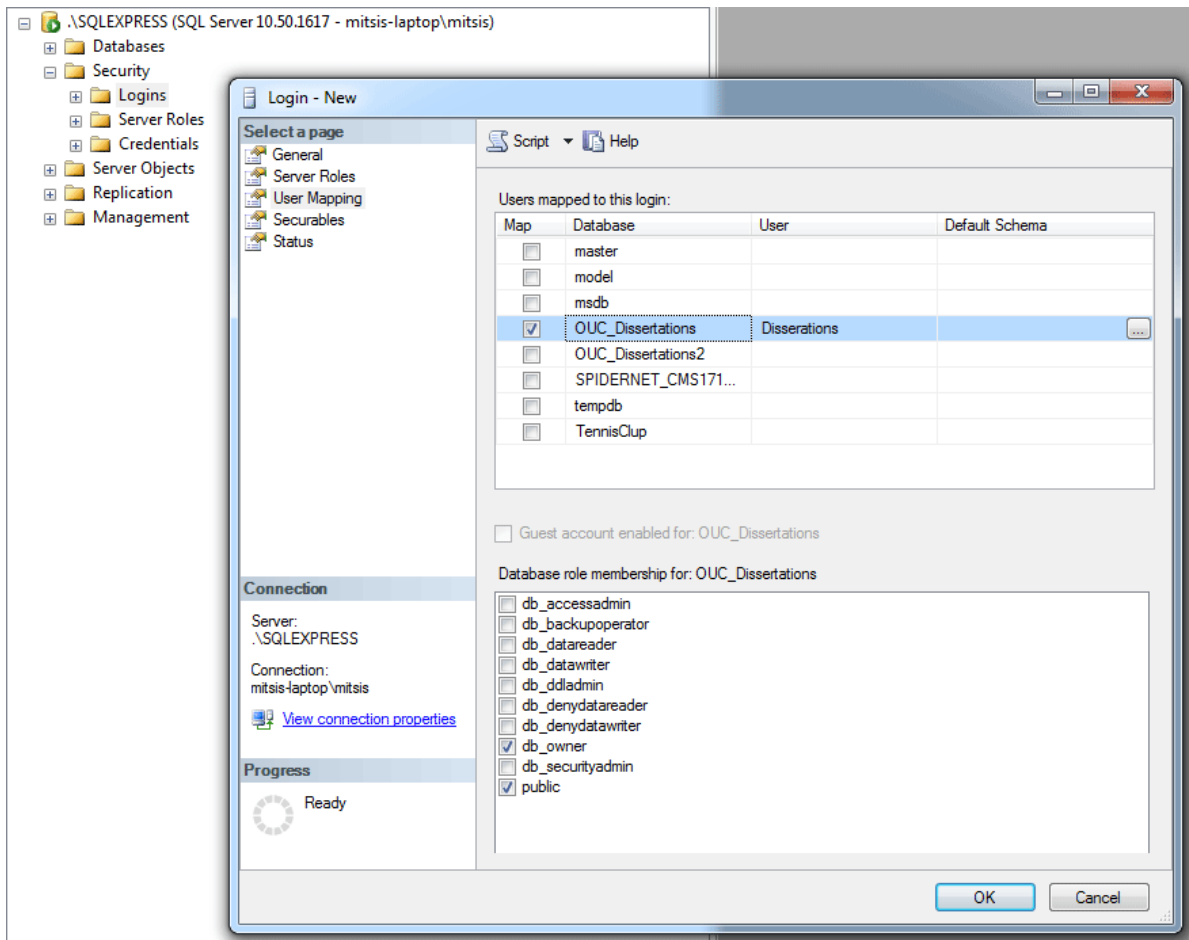 .\SQLEXPRESS (SQL Server 10.50.1617 - mitsis-laptop\mitsis)
Databases
Security
Logins
Server Roles
Credentials
Server Objects
Replication
Management
Login - New
Select a page
General
Server Roles
User Mapping
Securables
Status
Connection
Server:
.\SQLEXPRESS
Connection:
mitsis-laptop\mitsis
View connection properties
Progress
Ready
Script Help
Users mapped to this login:
Map Database User Default Schema
master
model
msdb
OUC_Dissertations Disserations ...
OUC_Dissertations2
SPIDERNET_CMS171...
tempdb
TennisClup
Guest account enabled for: OUC_Dissertations
Database role membership for: OUC_Dissertations
db_accessadmin
db_backupoperator
db_datareader
db_datawriter
db_ddladmin
db_denydatareader
db_denydatawriter
db_owner
db_securityadmin
public
OK Cancel